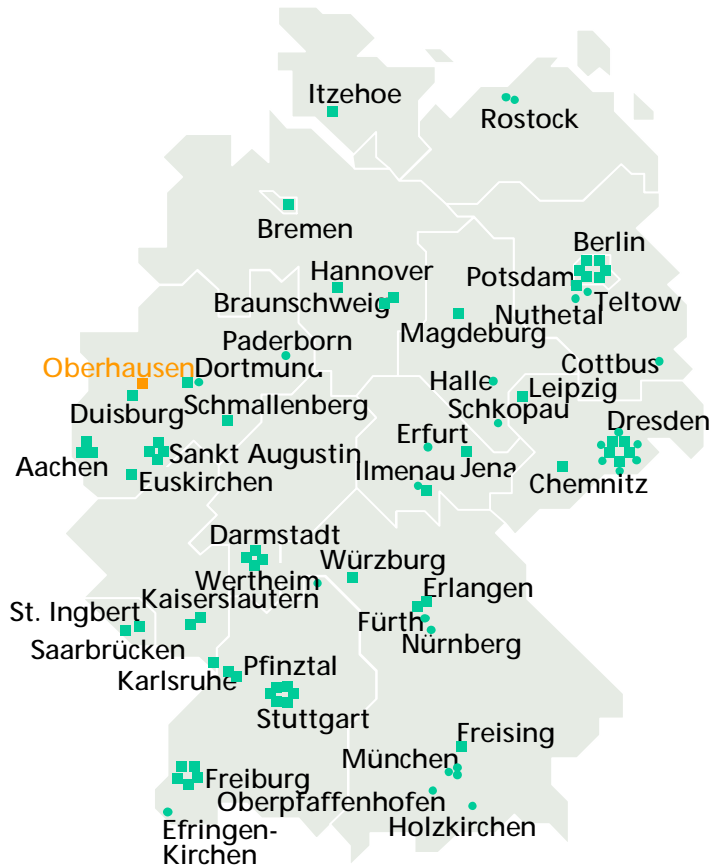 Itzehoe
Rostock
Bremen
Berlin
Hannover
Potsdam
Braunschweig
Teltow
Nuthetal
Magdeburg
Paderborn
Oberhausen
Dortmund
Cottbus
Halle
Leipzig
Duisburg
Schmallenberg
Schkopau
Dresden
Erfurt
Aachen
Sankt Augustin
Ilmenau
Jena
Euskirchen
Chemnitz
Darmstadt
Würzburg
Wertheim
Erlangen
Kaiserslautern
St. Ingbert
Fürth
Nürnberg
Saarbrücken
Pfinztal
Karlsruhe
Stuttgart
Freising
München
Freiburg
Oberpfaffenhofen
Holzkirchen
Efringen-
Kirchen